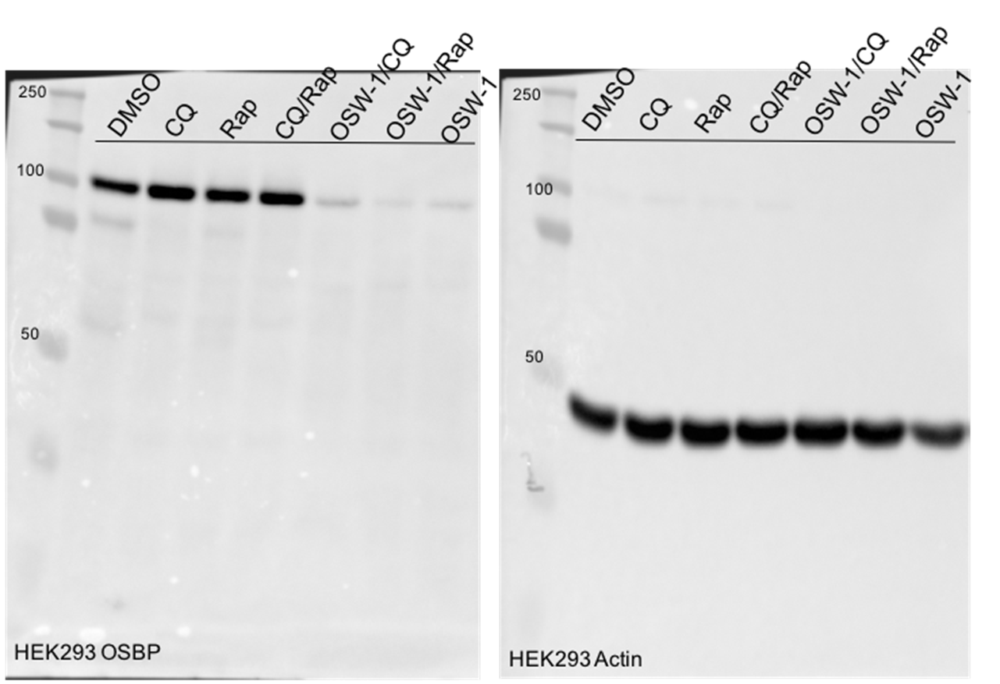 DMSO
CQ
Rap
CQ/Rap
OSW-1/CQ
OSW-1/Rap
OSW-1
250
100
50
HEK293 OSBP
DMSO
CQ
Rap
CQ/Rap
OSW-1/CQ
OSW-1/Rap
OSW-1
250
100
50
HEK293 Actin